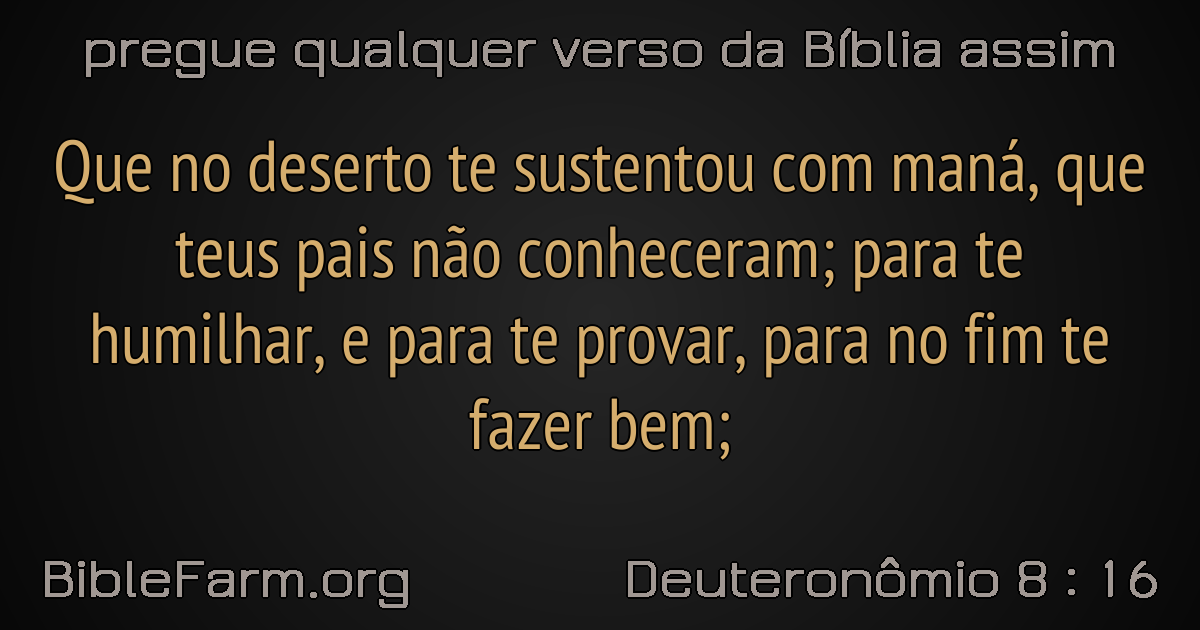 pregue qualquer verso da Bíblia assim
Que no deserto te sustentou com maná, que
teus pais não conheceram; para te
humilhar, e para te provar, para no fim te
fazer bem;
BibleFarm.org
Deuteronômio 8 : 16